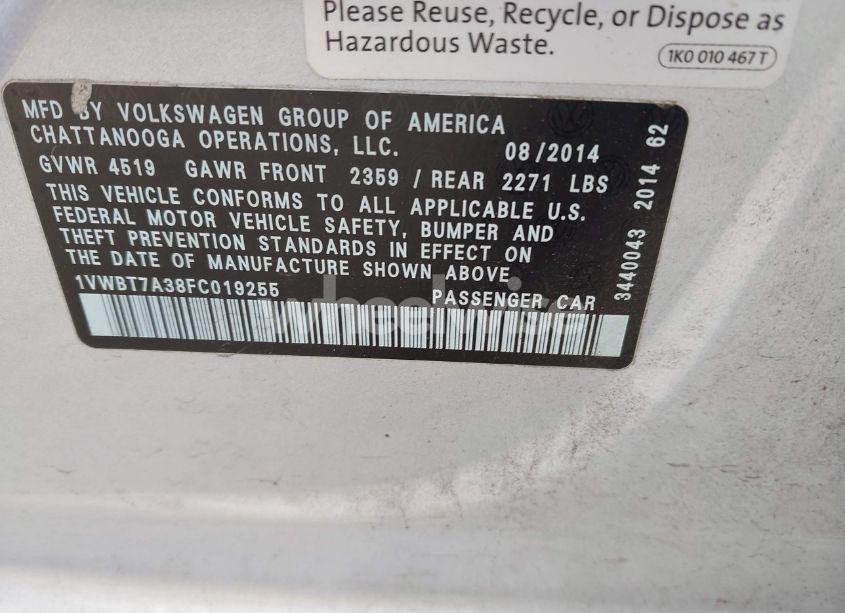 Please Reuse, Recycle, or Dispose as
Hazardous Waste.
1K0 010 467 T
MFD BY VOLKSWAGEN GROUP OF AMERICA
CHATTANOOGA OPERATIONS, LLC. 08/2014
GVWR 4519 GAWR FRONT 2359 / REAR 2271 LBS
THIS VEHICLE CONFORMS TO ALL APPLICABLE U.S.
FEDERAL MOTOR VEHICLE SAFETY, BUMPER AND
THEFT PREVENTION STANDARDS IN EFFECT ON
THE DATE OF MANUFACTURE SHOWN ABOVE
1VWBT7A38FC019255 PASSENGER CAR
3440043 2014 62
wheelwise